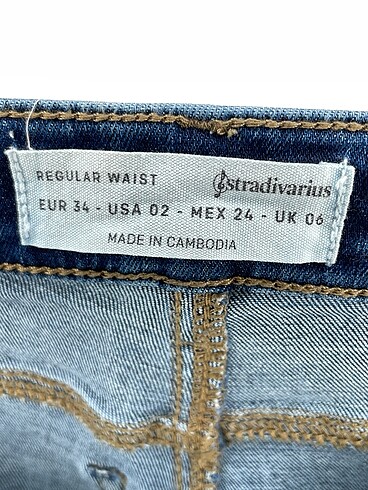 REGULAR WAIST stradivarius
EUR 34 - USA 02 - MEX 24 - UK 06
MADE IN CAMBODIA